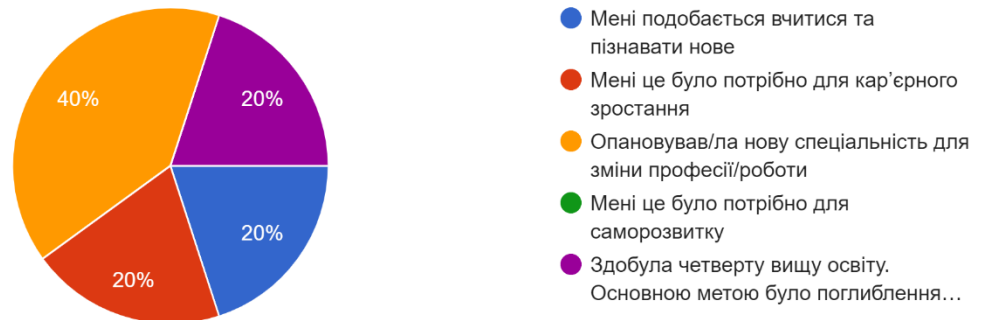 40%
20%
20%
20%
Мені подобається вчитися та
пізнавати нове
Мені це було потрібно для кар’єрного
зростання
Опановував/ла нову спеціальність для
зміни професії/роботи
Мені це було потрібно для
саморозвитку
Здобула четверту вищу освіту.
Основною метою було поглиблення…